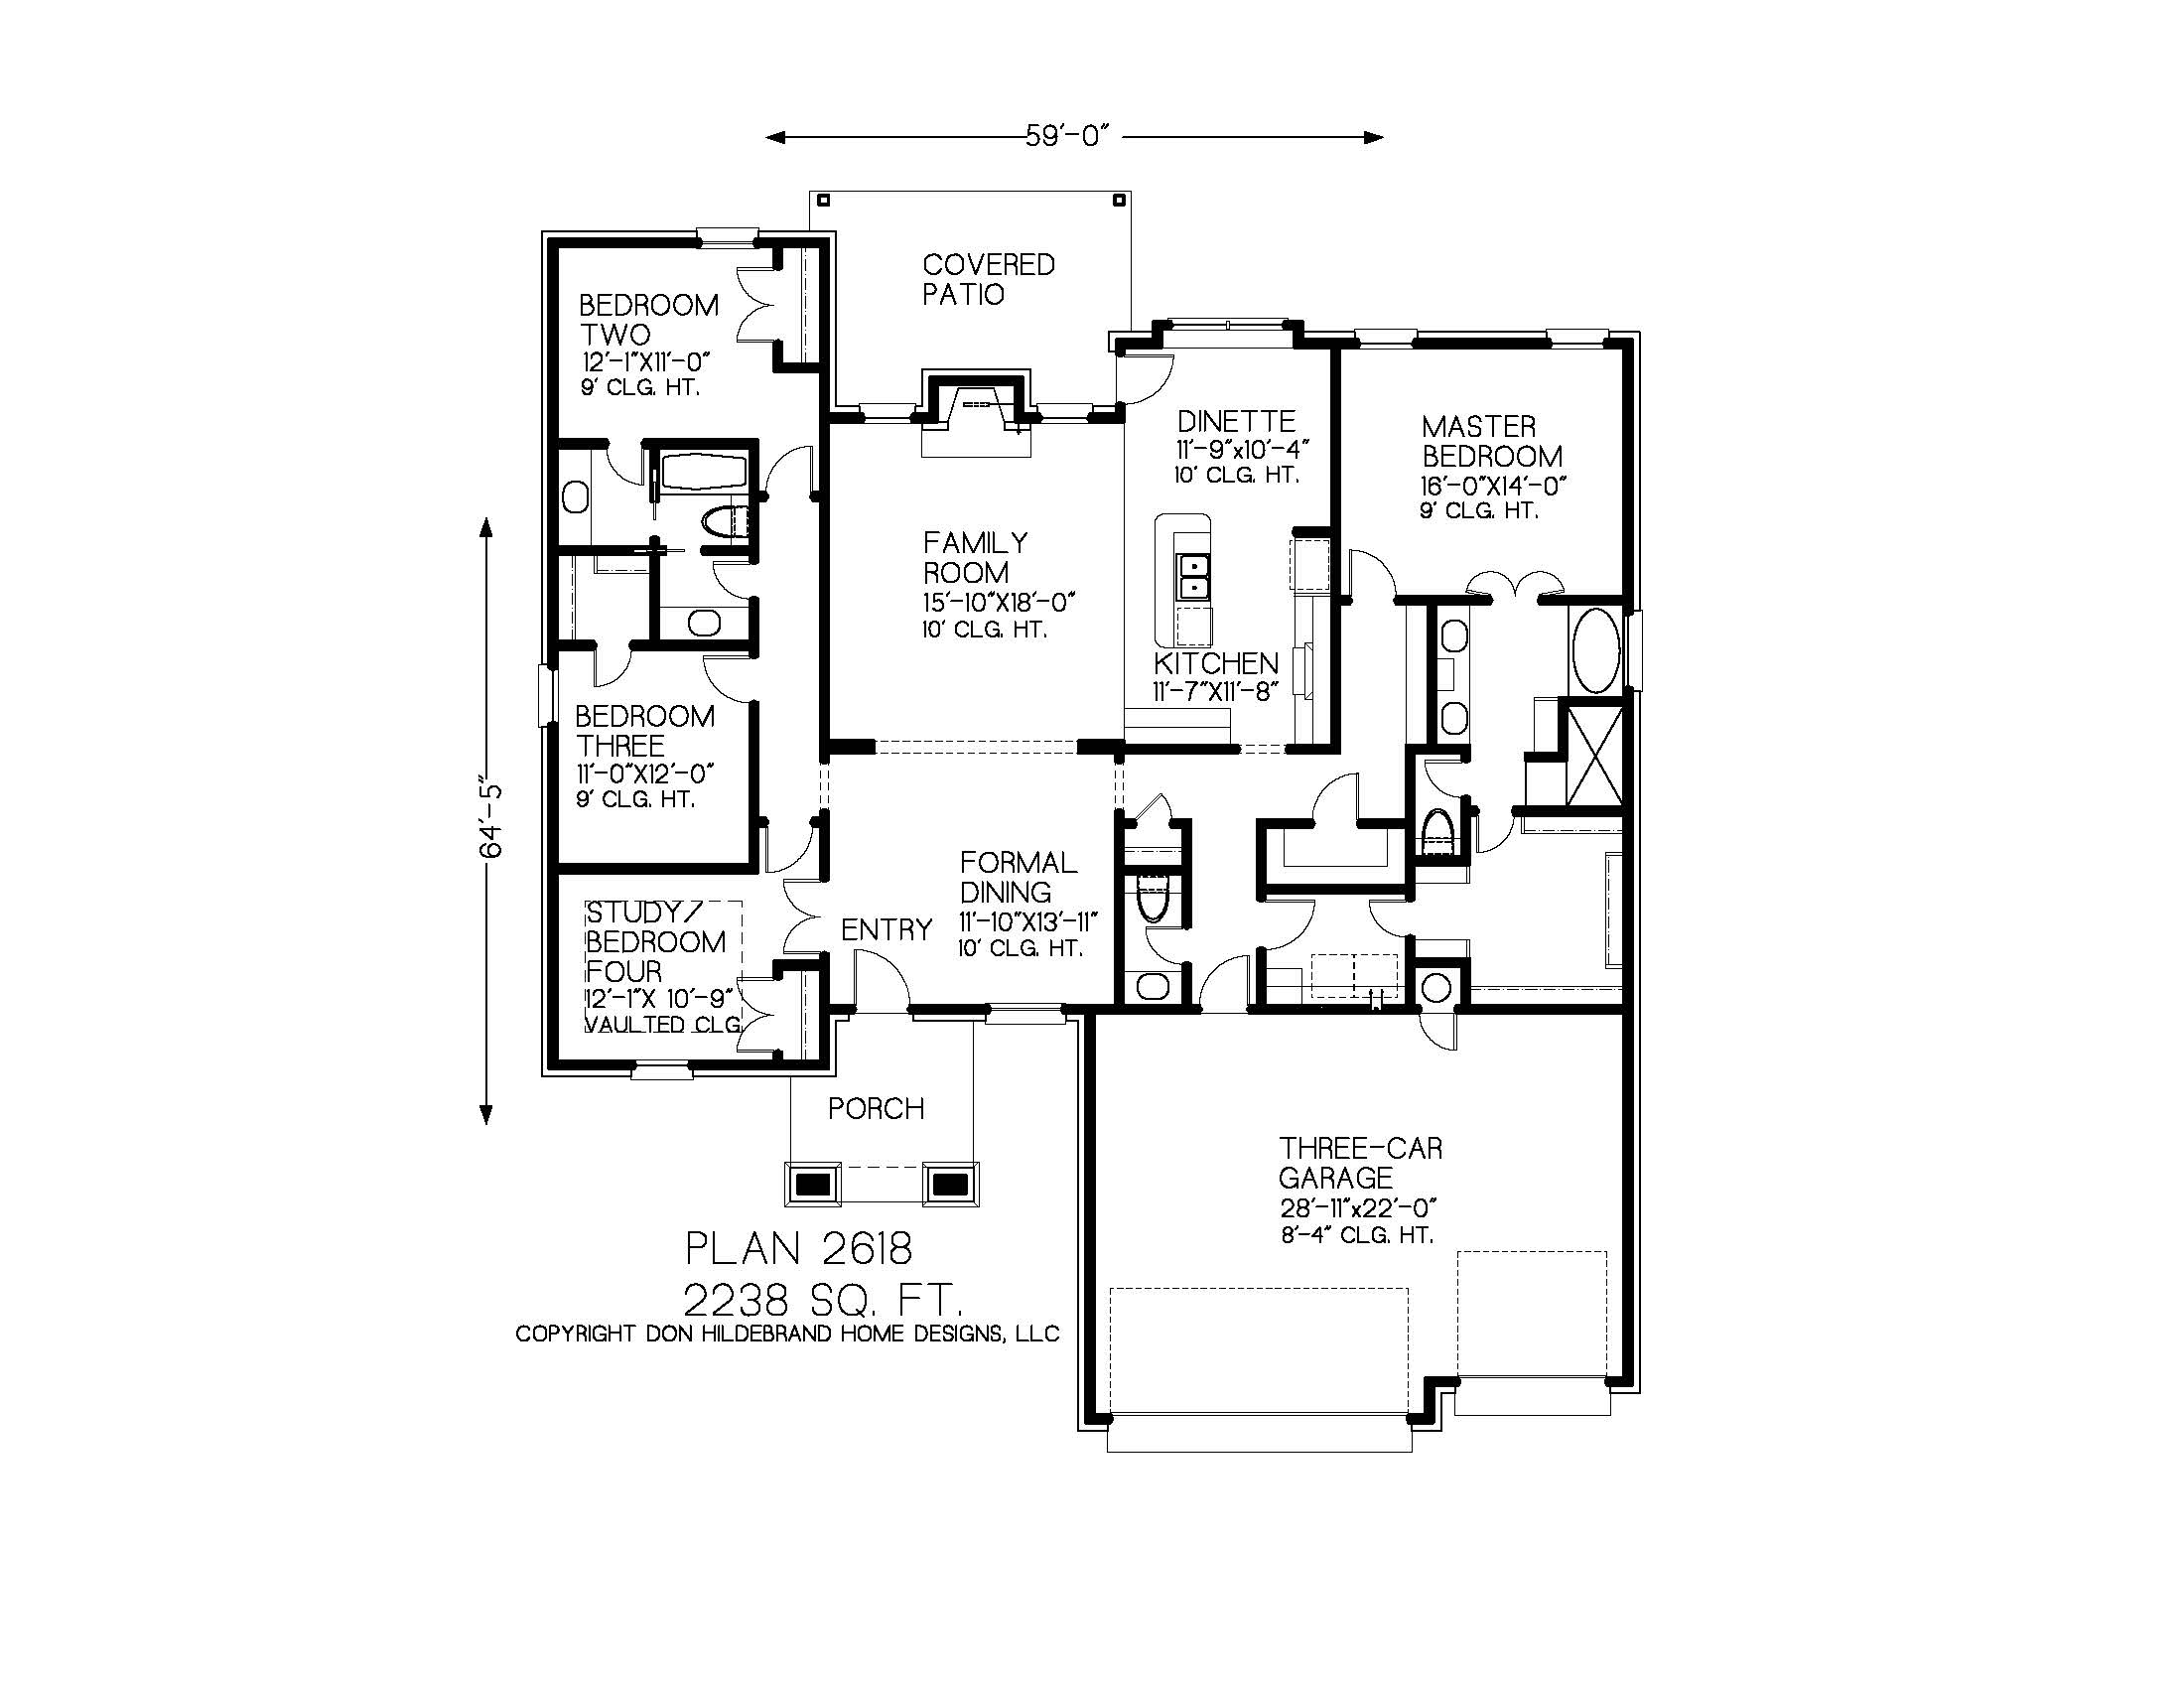 59'-0"
COVERED
PATIO
BEDROOM
TWO
12'-1"X11'-0"
9' CLG. HT.
DINETTE
11'-9"x10'-4"
10' CLG. HT.
MASTER
BEDROOM
16'-0"X14'-0"
9' CLG. HT.
FAMILY
ROOM
15'-10"X18'-0"
10' CLG. HT.
KITCHEN
11'-7"X11'-8"
BEDROOM
THREE
11'-0"X12'-0"
9' CLG. HT.
64'-5"
FORMAL
DINING
11'-10"X13'-11"
10' CLG. HT.
ENTRY
STUDY/
BEDROOM
FOUR
12'-1"X 10'-9"
VAULTED CLG
PORCH
THREE-CAR
GARAGE
28'-11"x22'-0"
8'-4" CLG. HT.
PLAN 2618
2238 SQ. FT.
COPYRIGHT DON HILDEBRAND HOME DESIGNS, LLC